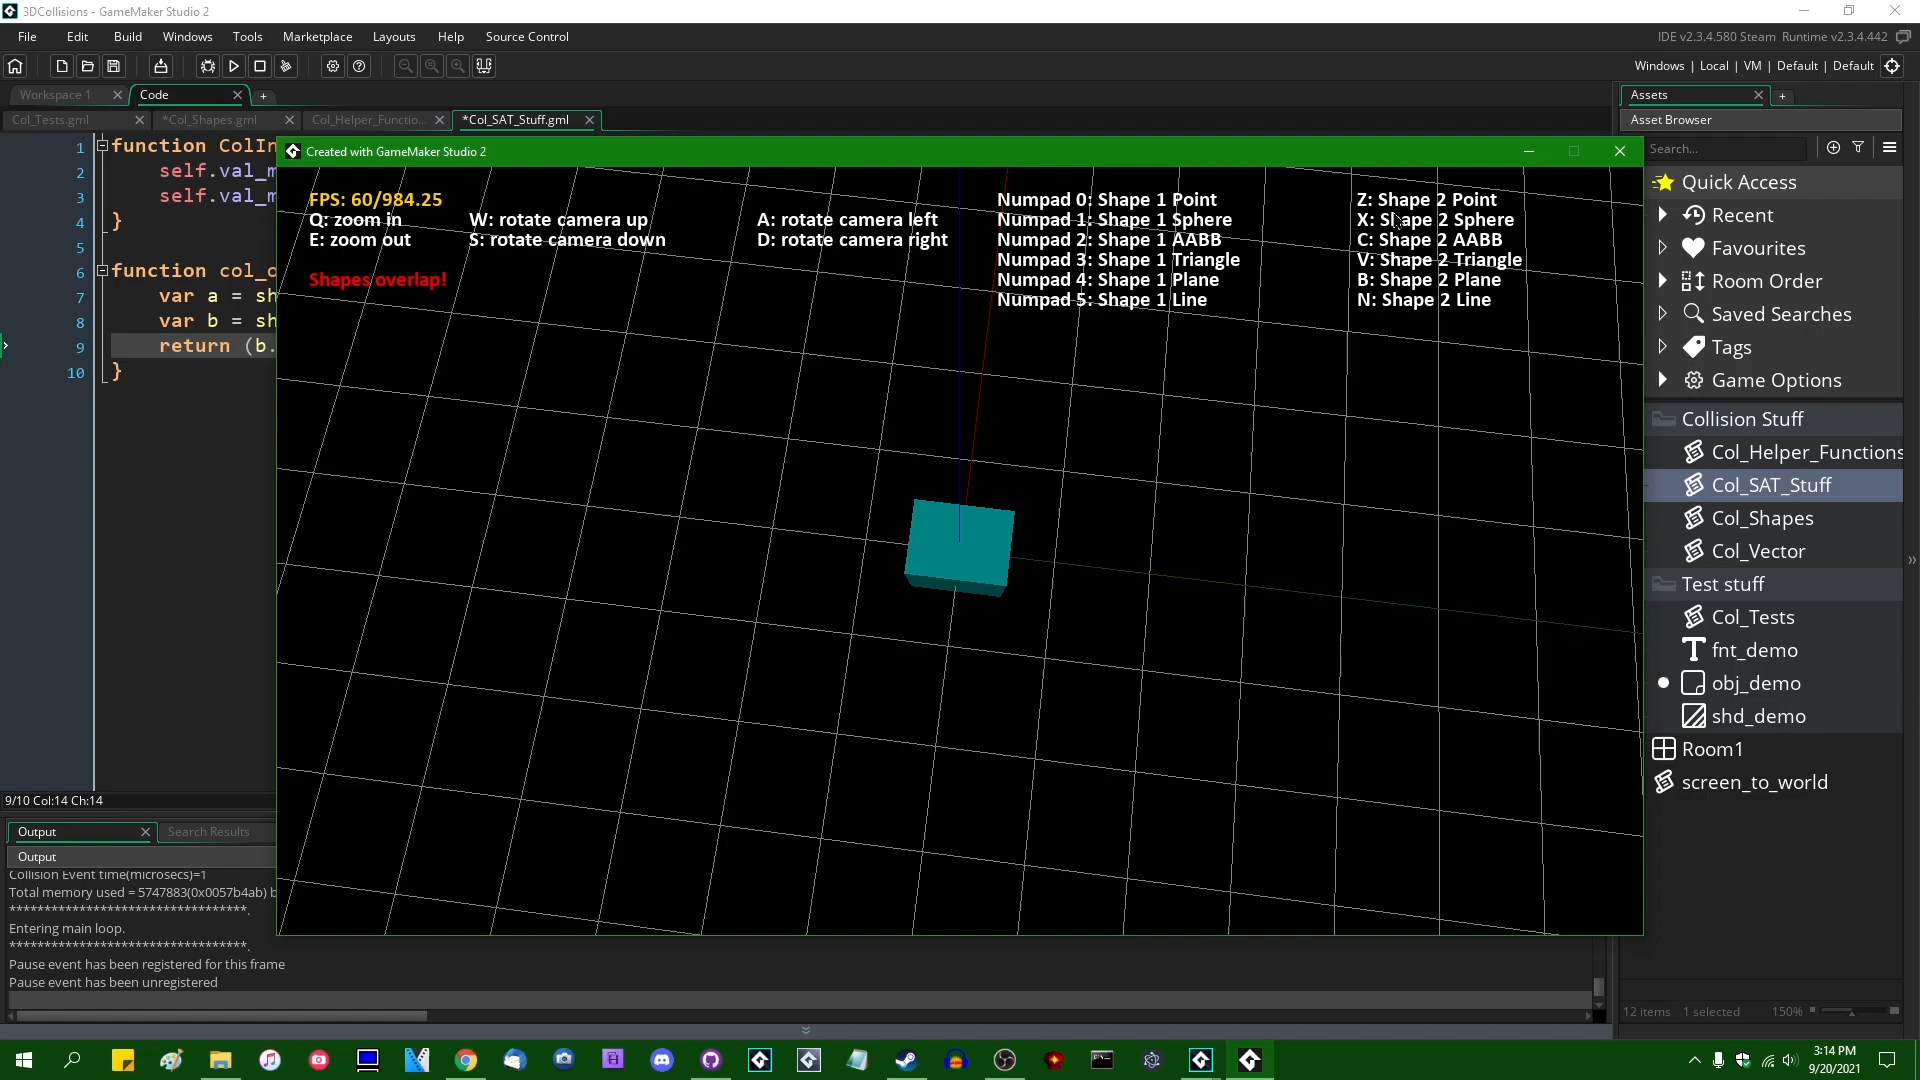 3DCollisions - GameMaker Studio 2
File Edit Build Windows Tools Marketplace Layouts Help Source Control
IDE v2.3.4.580 Steam Runtime v2.3.4.442
Windows | Local | VM | Default | Default
Workspace 1
Code
Col_Tests.gml
*Col_Shapes.gml
Col_Helper_Functio...
*Col_SAT_Stuff.gml
1 function ColIn
2 self.val_m
3 self.val_m
4 }
5
6 function col_
7 var a = sh
8 var b = sh
9 return (b.
10 }
9/10 Col:14 Ch:14
Created with GameMaker Studio 2
FPS: 60/984.25
Q: zoom in
E: zoom out
W: rotate camera up
S: rotate camera down
A: rotate camera left
D: rotate camera right
Shapes overlap!
Numpad 0: Shape 1 Point
Numpad 1: Shape 1 Sphere
Numpad 2: Shape 1 AABB
Numpad 3: Shape 1 Triangle
Numpad 4: Shape 1 Plane
Numpad 5: Shape 1 Line
Z: Shape 2 Point
X: Shape 2 Sphere
C: Shape 2 AABB
V: Shape 2 Triangle
B: Shape 2 Plane
N: Shape 2 Line
Output
Search Results
Output
Collision Event time(microsecs)=1
Total memory used = 5747883(0x0057b4ab) b
**********************************.
Entering main loop.
**********************************.
Pause event has been registered for this frame
Pause event has been unregistered
Assets
Asset Browser
Search...
Quick Access
Recent
Favourites
Room Order
Saved Searches
Tags
Game Options
Collision Stuff
Col_Helper_Functions
Col_SAT_Stuff
Col_Shapes
Col_Vector
Test stuff
Col_Tests
fnt_demo
obj_demo
shd_demo
Room1
screen_to_world
12 items 1 selected 150%
3:14 PM
9/20/2021